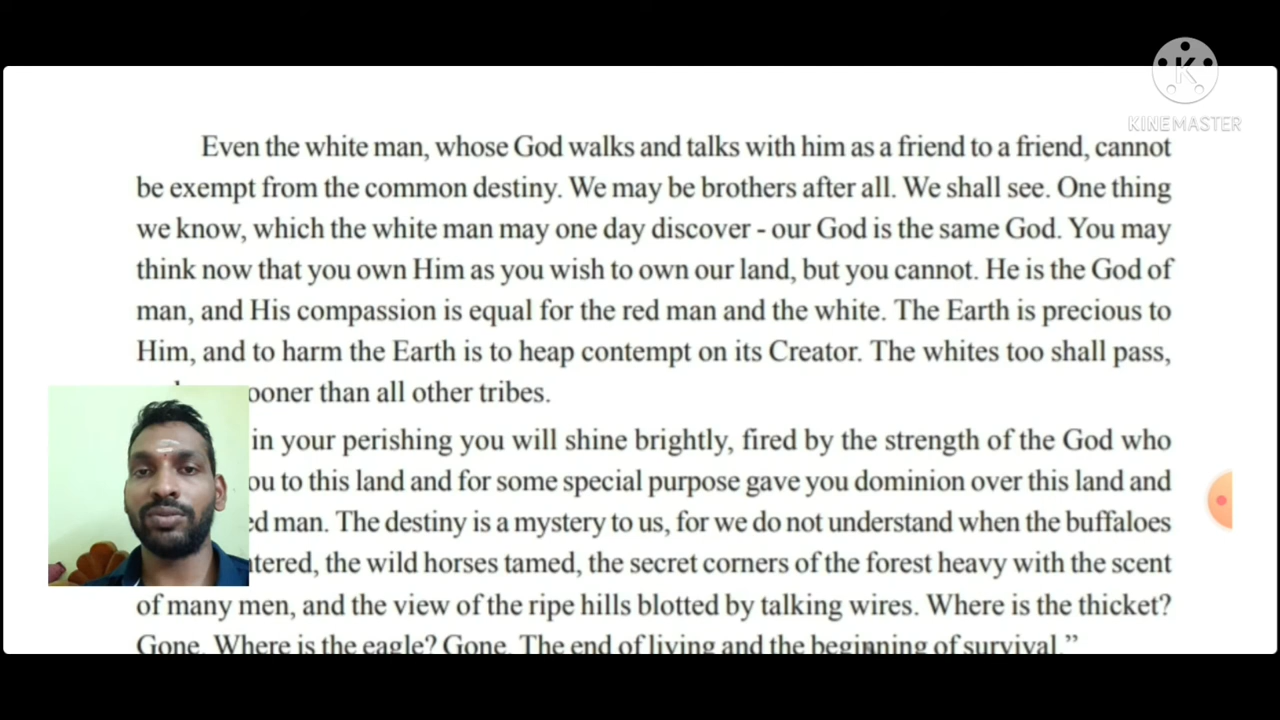 KINEMASTER
Even the white man, whose God walks and talks with him as a friend to a friend, cannot
be exempt from the common destiny. We may be brothers after all. We shall see. One thing
we know, which the white man may one day discover - our God is the same God. You may
think now that you own Him as you wish to own our land, but you cannot. He is the God of
man, and His compassion is equal for the red man and the white. The Earth is precious to
Him, and to harm the Earth is to heap contempt on its Creator. The whites too shall pass,
than all other tribes.
in your perishing you will shine brightly, fired by the strength of the God who
to this land and for some special purpose gave you dominion over this land and
man. The destiny is a mystery to us, for we do not understand when the buffaloes
the wild horses tamed, the secret corners of the forest heavy with the scent
of many men, and the view of the ripe hills blotted by talking wires. Where is the thicket?
Gone. Where is the eagle? Gone. The end of living and the beginning of survival.”